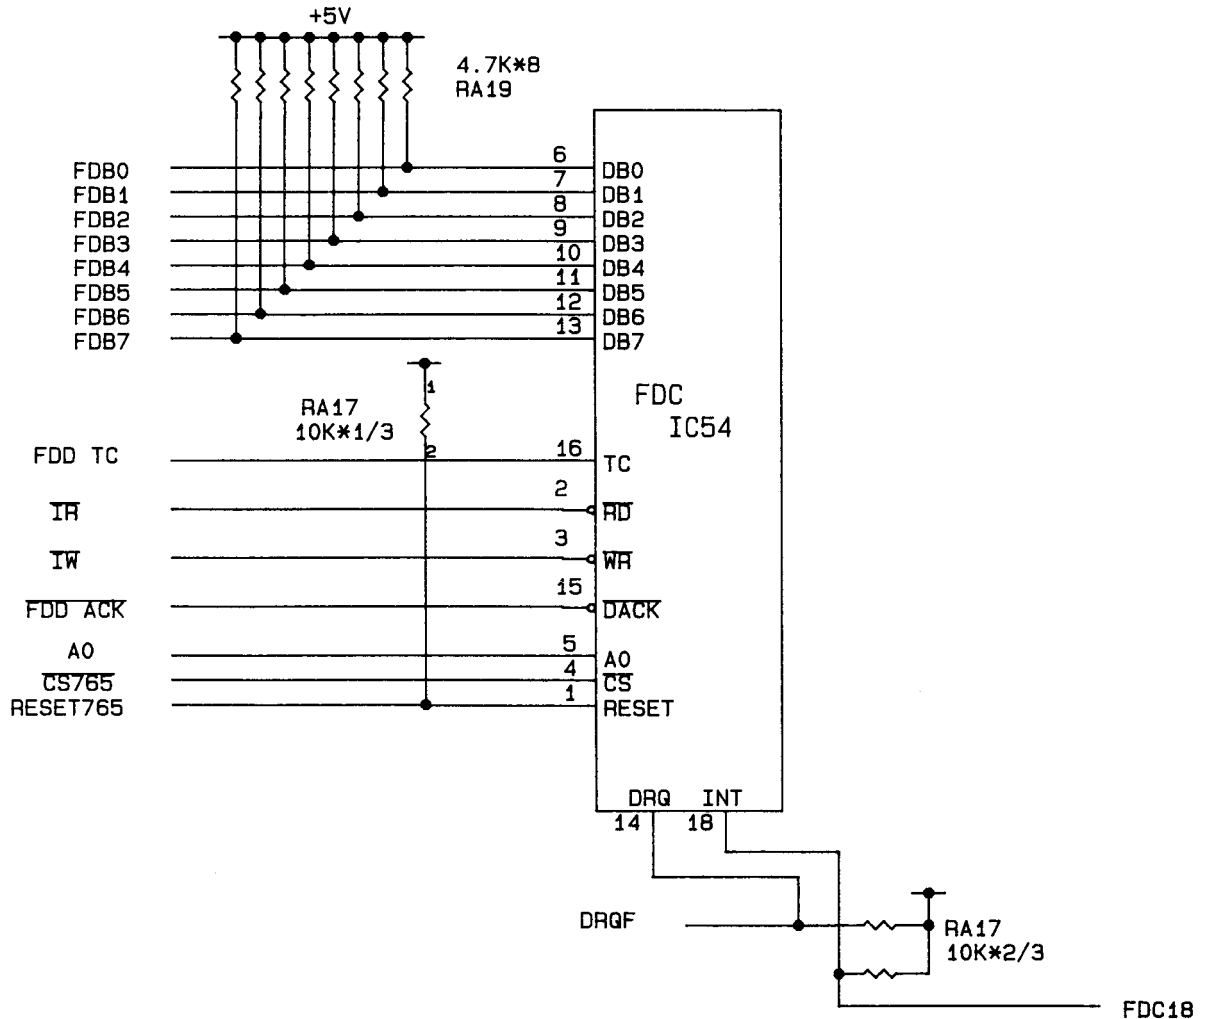 +5V
4.7K*8
RA19
FDB0 6 DB0
FDB1 7 DB1
FDB2 8 DB2
FDB3 9 DB3
FDB4 10 DB4
FDB5 11 DB5
FDB6 12 DB6
FDB7 13 DB7
FDC
IC54
1
RA17
10K*1/3
2
FDD TC 16 TC
IR 2 RD
IW 3 WR
FDD ACK 15 DACK
A0 5 A0
CS765 4 CS
RESET765 1 RESET
DRQ INT
14 18
DRQF
RA17
10K*2/3
FDC18